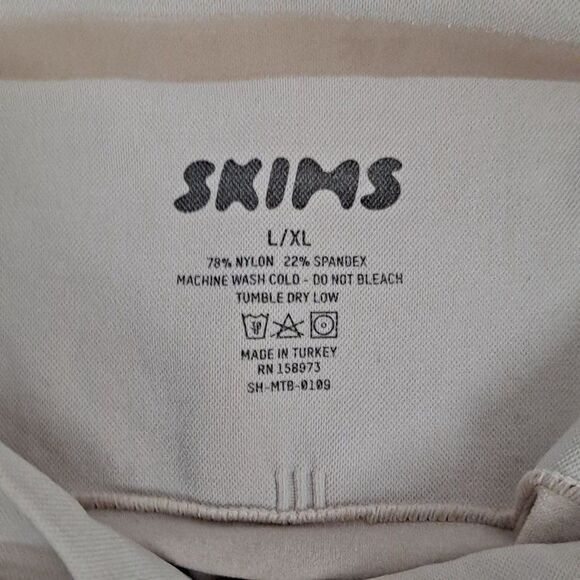 SKIMS
L/XL
78% NYLON 22% SPANDEX
MACHINE WASH COLD - DO NOT BLEACH
TUMBLE DRY LOW
MADE IN TURKEY
RN 158973
SH-MTB-0109